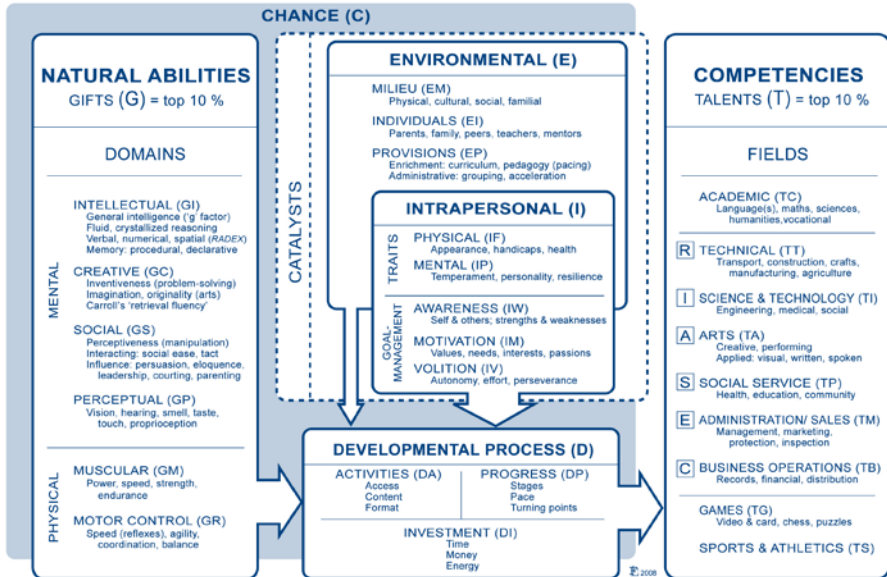 CHANCE (C)
NATURAL ABILITIES
GIFTS (G) = top 10 %
DOMAINS
MENTAL
INTELLECTUAL (GI)
General intelligence ('g' factor)
Fluid, crystallized reasoning
Verbal, numerical, spatial (RADEX)
Memory: procedural, declarative
CREATIVE (GC)
Inventiveness (problem-solving)
Imagination, originality (arts)
Carroll's 'retrieval fluency'
SOCIAL (GS)
Perceptiveness (manipulation)
Interacting: social ease, tact
Influence: persuasion, eloquence,
leadership, courting, parenting
PERCEPTUAL (GP)
Vision, hearing, smell, taste,
touch, proprioception
PHYSICAL
MUSCULAR (GM)
Power, speed, strength,
endurance
MOTOR CONTROL (GR)
Speed (reflexes), agility,
coordination, balance
CATALYSTS
ENVIRONMENTAL (E)
MILIEU (EM)
Physical, cultural, social, familial
INDIVIDUALS (EI)
Parents, family, peers, teachers, mentors
PROVISIONS (EP)
Enrichment: curriculum, pedagogy (pacing)
Administrative: grouping, acceleration
INTRAPERSONAL (I)
TRAITS
PHYSICAL (IF)
Appearance, handicaps, health
MENTAL (IP)
Temperament, personality, resilience
GOAL-
MANAGEMENT
AWARENESS (IW)
Self & others; strengths & weaknesses
MOTIVATION (IM)
Values, needs, interests, passions
VOLITION (IV)
Autonomy, effort, perseverance
DEVELOPMENTAL PROCESS (D)
ACTIVITIES (DA)
Access
Content
Format
PROGRESS (DP)
Stages
Pace
Turning points
INVESTMENT (DI)
Time
Money
Energy
2008
COMPETENCIES
TALENTS (T) = top 10 %
FIELDS
ACADEMIC (TC)
Language(s), maths, sciences,
humanities,vocational
R TECHNICAL (TT)
Transport, construction, crafts,
manufacturing, agriculture
I SCIENCE & TECHNOLOGY (TI)
Engineering, medical, social
A ARTS (TA)
Creative, performing
Applied: visual, written, spoken
S SOCIAL SERVICE (TP)
Health, education, community
E ADMINISTRATION/ SALES (TM)
Management, marketing,
protection, inspection
C BUSINESS OPERATIONS (TB)
Records, financial, distribution
GAMES (TG)
Video & card, chess, puzzles
SPORTS & ATHLETICS (TS)